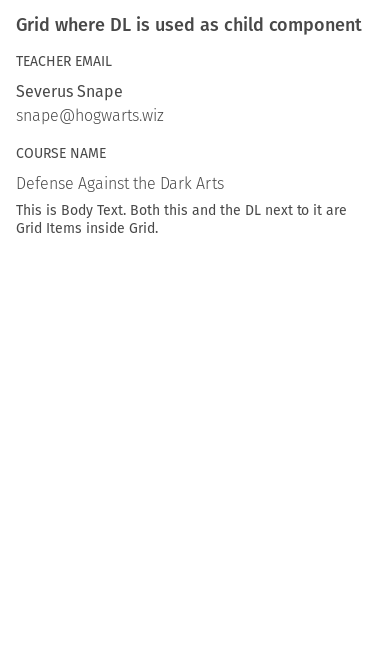 Grid where DL is used as child component
TEACHER EMAIL
Severus Snape
snape@hogwarts.wiz
COURSE NAME
Defense Against the Dark Arts
This is Body Text. Both this and the DL next to it are
Grid Items inside Grid.